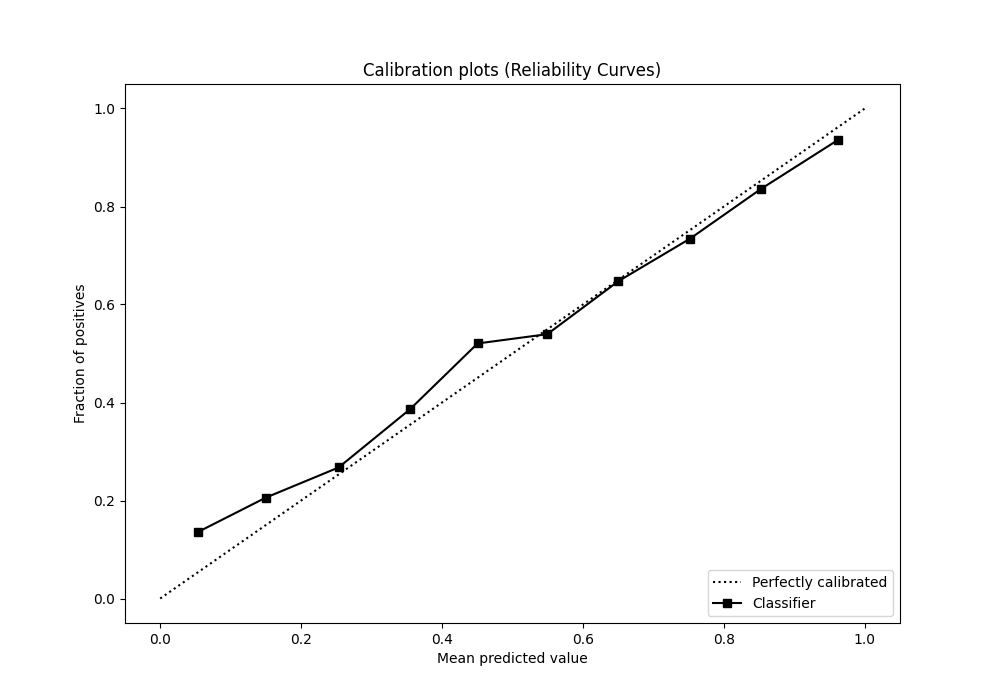 Calibration plots (Reliability Curves)
1.0
0.8
0.6
0.4
0.2
0.0
Fraction of positives
Perfectly calibrated
Classifier
0.0 0.2 0.4 0.6 0.8 1.0
Mean predicted value